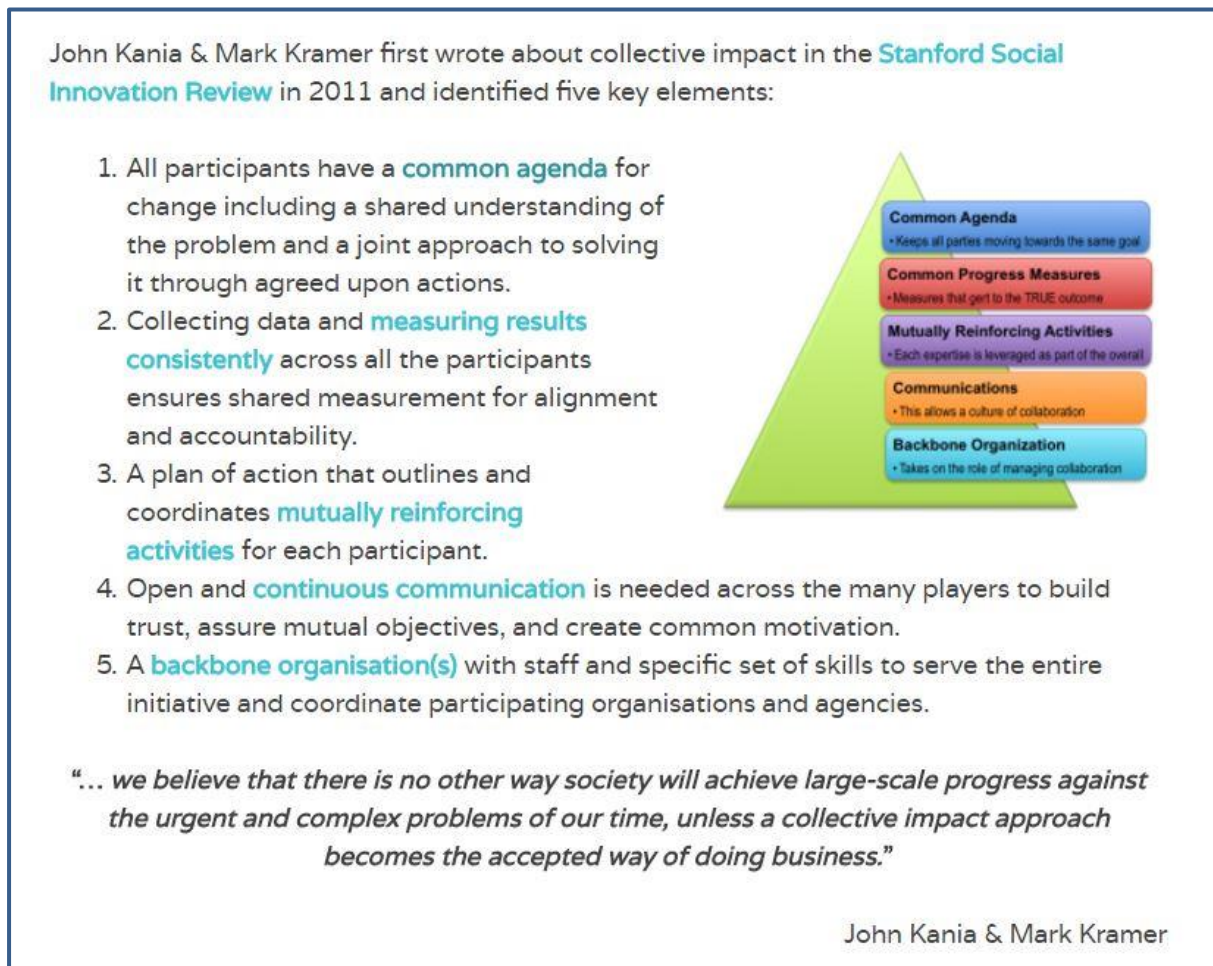 John Kania & Mark Kramer first wrote about collective impact in the Stanford Social
Innovation Review in 2011 and identified five key elements:
1. All participants have a common agenda for
change including a shared understanding of
the problem and a joint approach to solving
it through agreed upon actions.
2. Collecting data and measuring results
consistently across all the participants
ensures shared measurement for alignment
and accountability.
3. A plan of action that outlines and
coordinates mutually reinforcing
activities for each participant.
4. Open and continuous communication is needed across the many players to build
trust, assure mutual objectives, and create common motivation.
5. A backbone organisation(s) with staff and specific set of skills to serve the entire
initiative and coordinate participating organisations and agencies.
Common Agenda
• Keeps all parties moving towards the same goal
Common Progress Measures
• Measures that gert to the TRUE outcome
Mutually Reinforcing Activities
• Each expertise is leveraged as part of the overall
Communications
• This allows a culture of collaboration
Backbone Organization
• Takes on the role of managing collaboration
“… we believe that there is no other way society will achieve large-scale progress against
the urgent and complex problems of our time, unless a collective impact approach
becomes the accepted way of doing business.”
John Kania & Mark Kramer